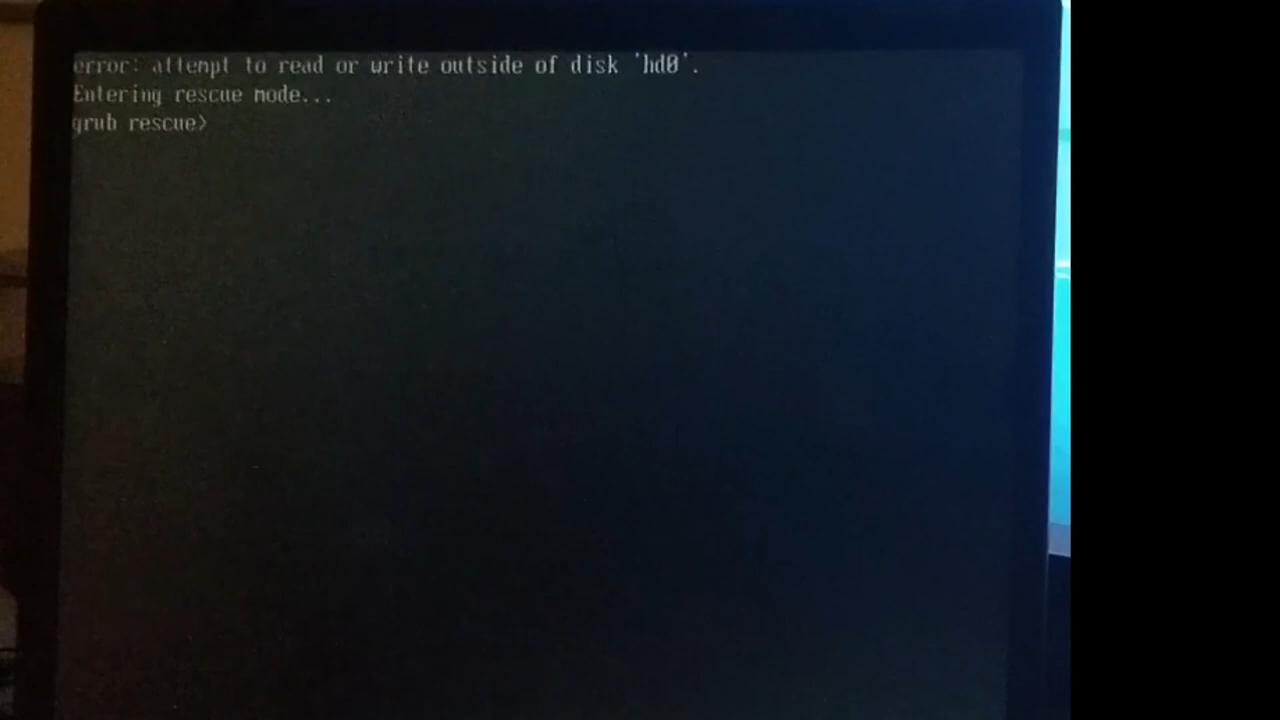 error: attempt to read or write outside of disk 'hd0'.
Entering rescue mode...
grub rescue>